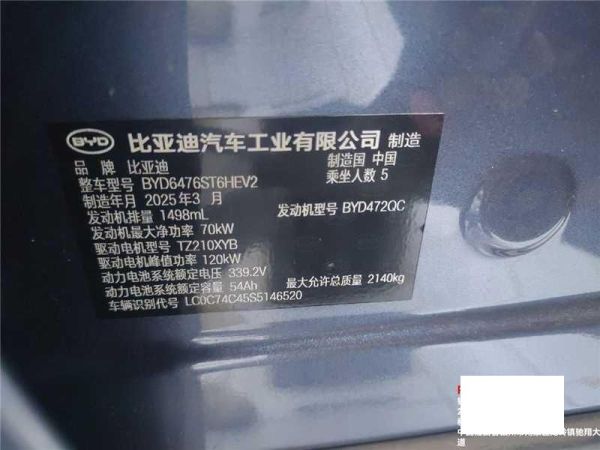 BYD 比亚迪汽车工业有限公司 制造
品牌 比亚迪 制造国 中国
整车型号 BYD6476ST6HEV2 乘坐人数 5
制造年月 2025年3月
发动机排量 1498mL 发动机型号 BYD472QC
发动机最大净功率 70kW
驱动电机型号 TZ210XYB
驱动电机峰值功率 120kW
动力电池系统额定电压 339.2V
动力电池系统额定容量 54Ah 最大允许总质量 2140kg
车辆识别代号 LC0C74C45S5146520
镇驰翔大
道